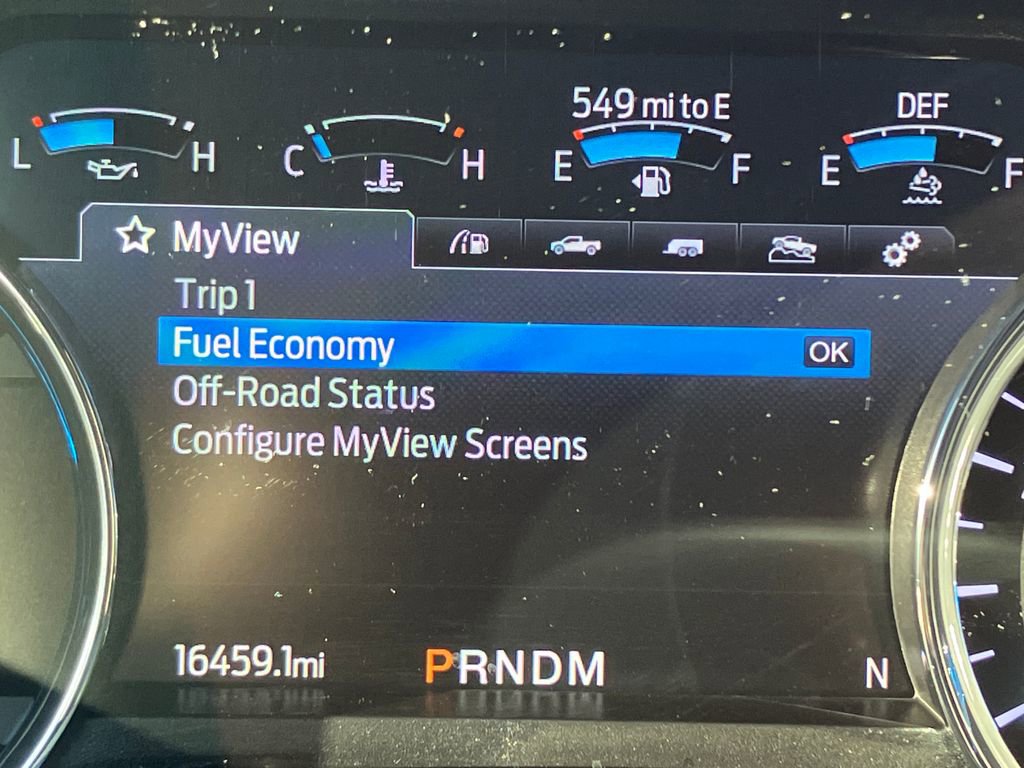 549 mi to E
DEF
L H
C H
E F
E F
MyView
Trip 1
Fuel Economy OK
Off-Road Status
Configure MyView Screens
16459.1mi PRNDM N